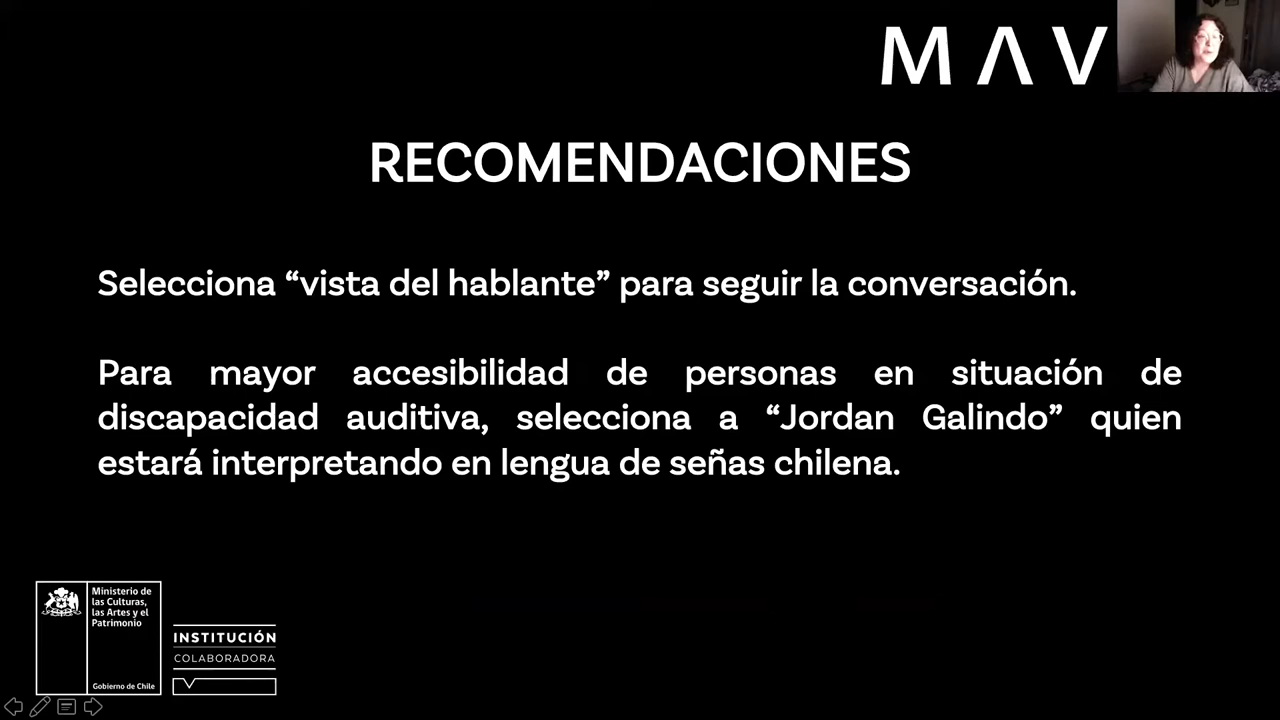 M A V
RECOMENDACIONES
Selecciona “vista del hablante” para seguir la conversación.
Para mayor accesibilidad de personas en situación de
discapacidad auditiva, selecciona a “Jordan Galindo” quien
estará interpretando en lengua de señas chilena.
Ministerio de
las Culturas,
las Artes y el
Patrimonio
Gobierno de Chile
INSTITUCIÓN
COLABORADORA